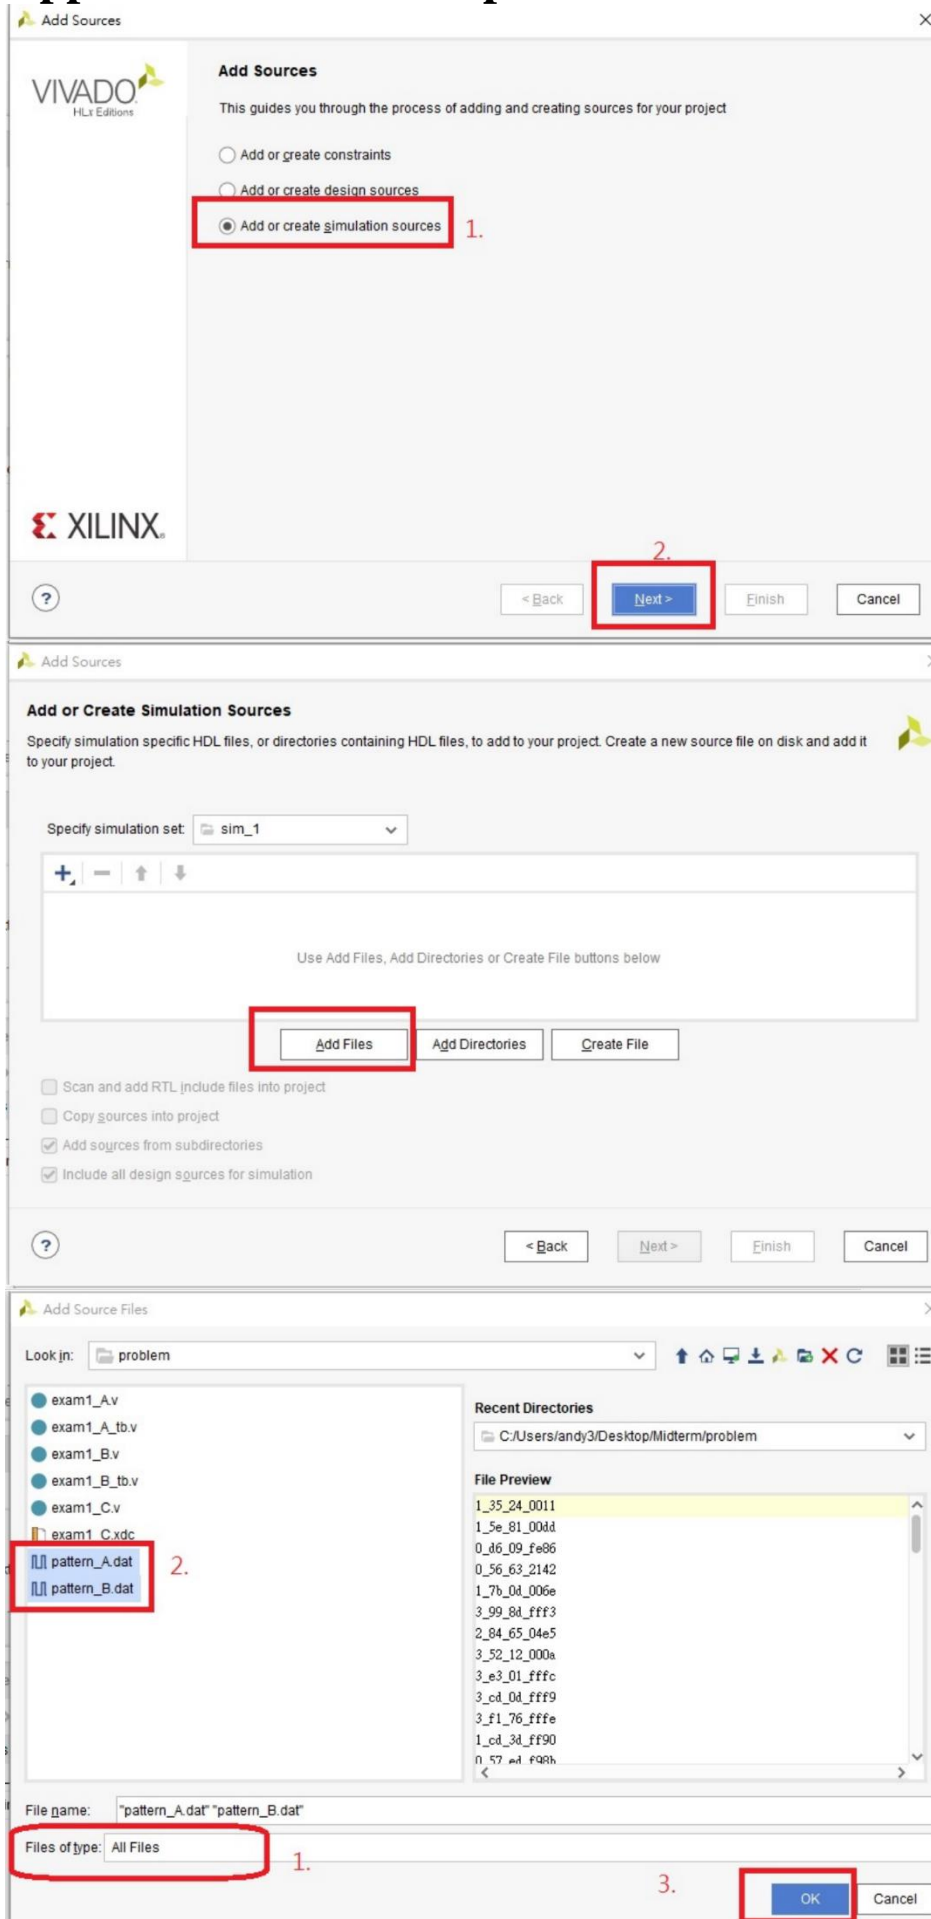 Add Sources
VIVADO
HLx Editions
Add Sources
This guides you through the process of adding and creating sources for your project
Add or create constraints
Add or create design sources
Add or create simulation sources
1.
XILINX
2.
?
< Back
Next >
Finish
Cancel
Add Sources
Add or Create Simulation Sources
Specify simulation specific HDL files, or directories containing HDL files, to add to your project. Create a new source file on disk and add it
to your project.
Specify simulation set: sim_1
Use Add Files, Add Directories or Create File buttons below
Add Files
Add Directories
Create File
Scan and add RTL include files into project
Copy sources into project
Add sources from subdirectories
Include all design sources for simulation
?
< Back
Next >
Finish
Cancel
Add Source Files
Look in: problem
exam1_A.v
exam1_A_tb.v
exam1_B.v
exam1_B_tb.v
exam1_C.v
exam1_C.xdc
pattern_A.dat
pattern_B.dat
2.
Recent Directories
C:/Users/andy3/Desktop/Midterm/problem
File Preview
1_35_24_0011
1_5e_81_00dd
0_d6_09_fe86
0_56_63_2142
1_7b_0d_006e
3_99_8d_fff3
2_84_65_04e5
3_52_12_000a
3_e3_01_fffc
3_cd_0d_fff9
3_f1_76_fffe
1_cd_3d_ff90
0_57_ed_f98b
File name: "pattern_A.dat" "pattern_B.dat"
Files of type: All Files
1.
3.
OK
Cancel